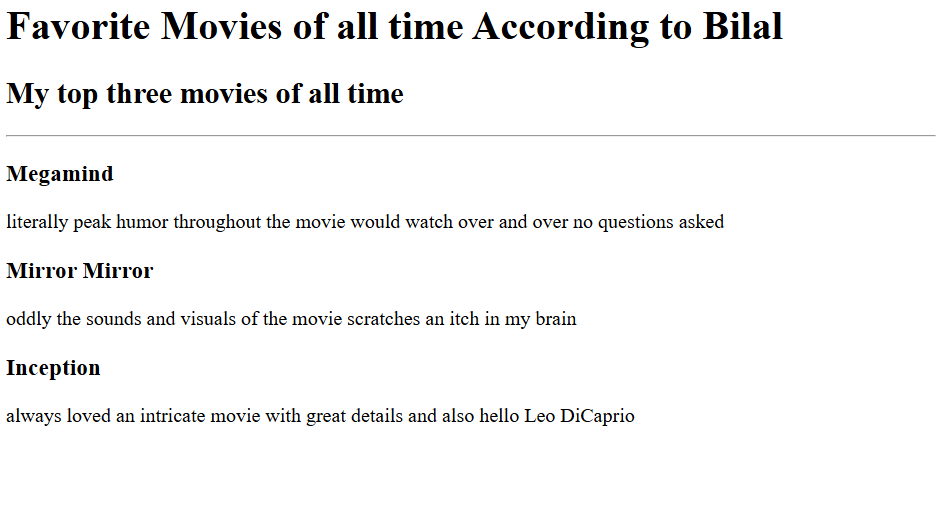 Favorite Movies of all time According to Bilal
My top three movies of all time
Megamind
literally peak humor throughout the movie would watch over and over no questions asked
Mirror Mirror
oddly the sounds and visuals of the movie scratches an itch in my brain
Inception
always loved an intricate movie with great details and also hello Leo DiCaprio